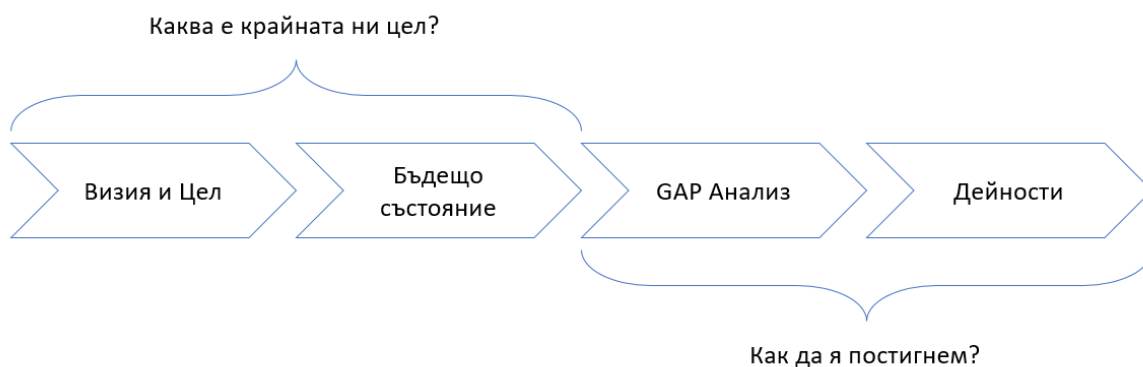 Каква е крайната ни цел?
Визия и Цел
Бъдещо
състояние
GAP Анализ
Дейности
Как да я постигнем?